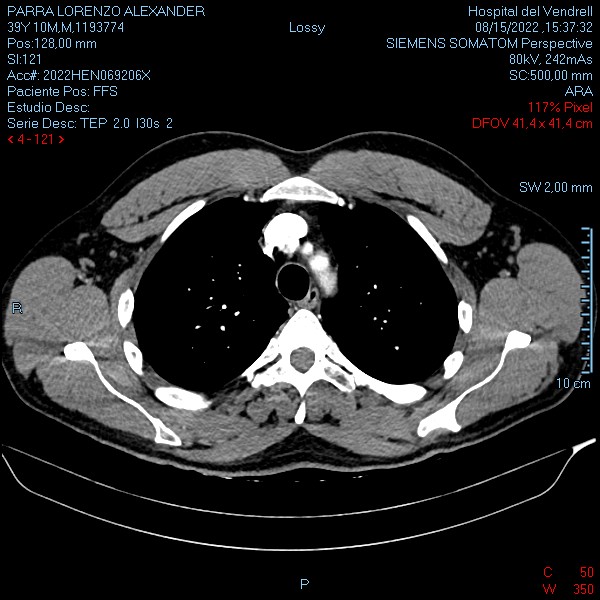 PARRA LORENZO ALEXANDER
39Y 10M,M,1193774
Pos:128,00 mm
SI:121
Acc#: 2022HEN069206X
Paciente Pos: FFS
Estudio Desc:
Serie Desc: TEP 2.0 I30s 2
< 4 - 121 >
Lossy
Hospital del Vendrell
08/15/2022 ,15:37:32
SIEMENS SOMATOM Perspective
80kV, 242mAs
SC:500,00 mm
ARA
117% Pixel
DFOV 41,4 x 41,4 cm
SW 2,00 mm
R
10 cm
P
C 50
W 350